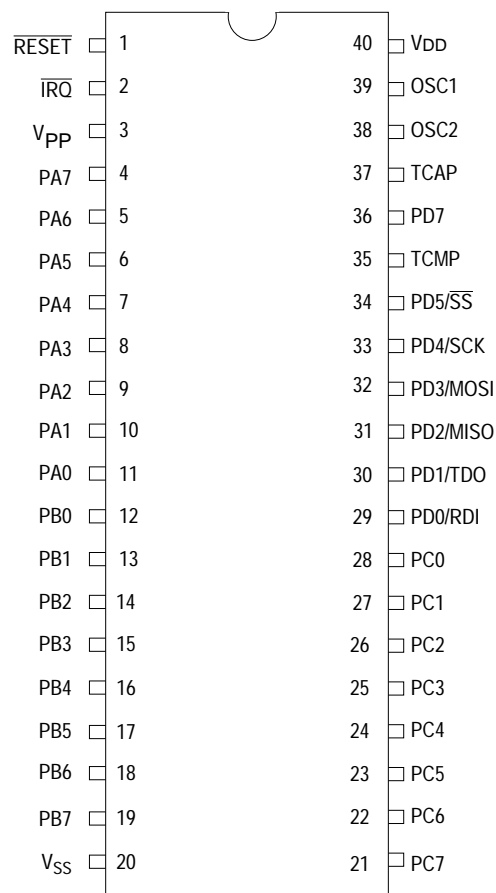 RESET 1 40 VDD
IRQ 2 39 OSC1
VPP 3 38 OSC2
PA7 4 37 TCAP
PA6 5 36 PD7
PA5 6 35 TCMP
PA4 7 34 PD5/SS
PA3 8 33 PD4/SCK
PA2 9 32 PD3/MOSI
PA1 10 31 PD2/MISO
PA0 11 30 PD1/TDO
PB0 12 29 PD0/RDI
PB1 13 28 PC0
PB2 14 27 PC1
PB3 15 26 PC2
PB4 16 25 PC3
PB5 17 24 PC4
PB6 18 23 PC5
PB7 19 22 PC6
VSS 20 21 PC7